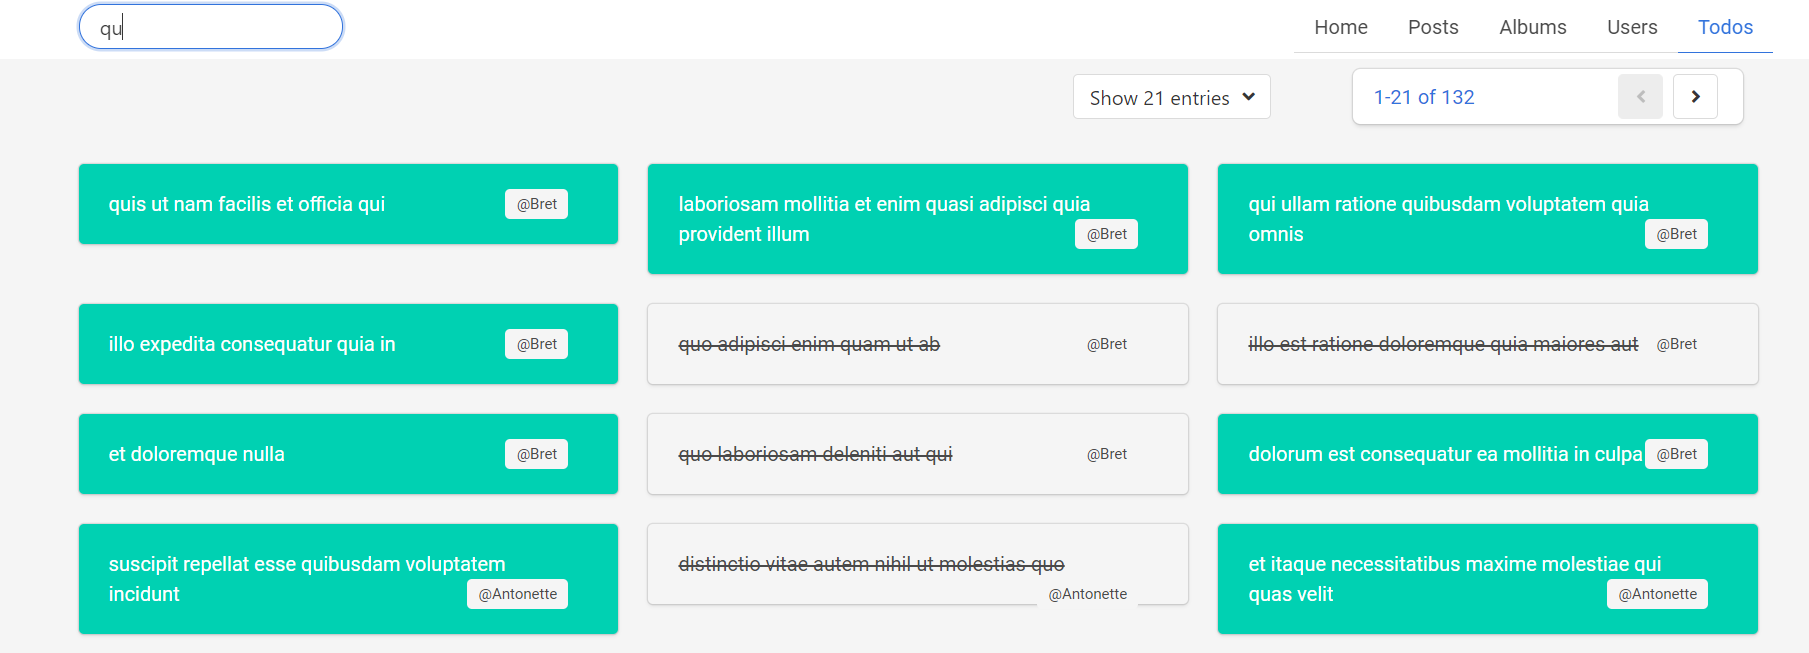 qu
Home Posts Albums Users Todos
Show 21 entries
1-21 of 132
quis ut nam facilis et officia qui
@Bret
laboriosam mollitia et enim quasi adipisci quia
provident illum
@Bret
qui ullam ratione quibusdam voluptatem quia
omnis
@Bret
illo expedita consequatur quia in
@Bret
quo adipisci enim quam ut ab
@Bret
illo est ratione doloremque quia maiores aut
@Bret
et doloremque nulla
@Bret
quo laboriosam deleniti aut qui
@Bret
dolorum est consequatur ea mollitia in culpa
@Bret
suscipit repellat esse quibusdam voluptatem
incidunt
@Antonette
distinctio vitae autem nihil ut molestias quo
@Antonette
et itaque necessitatibus maxime molestiae qui
quas velit
@Antonette